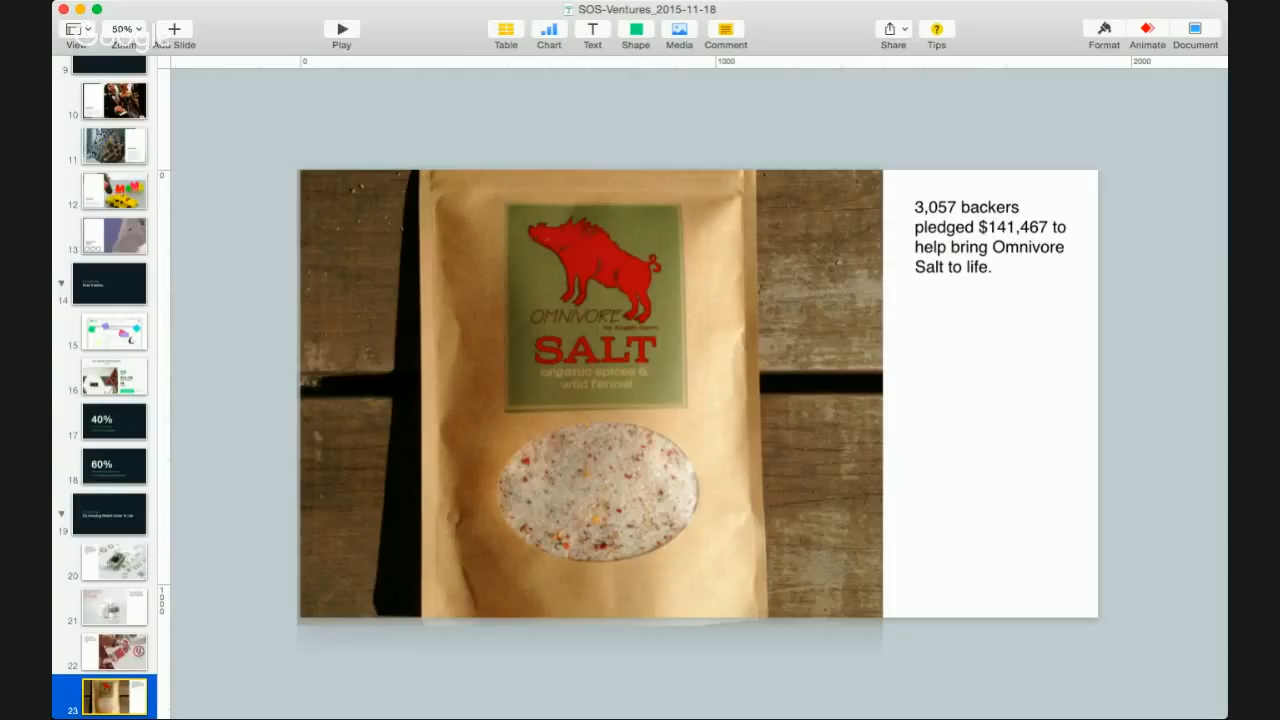 SOS-Ventures_2015-11-18
50%
View
Zoom
Add Slide
Play
Table
Chart
Text
Shape
Media
Comment
Share
Tips
Format
Animate
Document
0
1000
2000
9
10
11
12
13
14
15
16
17
40%
18
60%
19
20
21
22
23
0
1000
OMNIVORE
SALT
organic spices &
wild fennel
3,057 backers
pledged $141,467 to
help bring Omnivore
Salt to life.